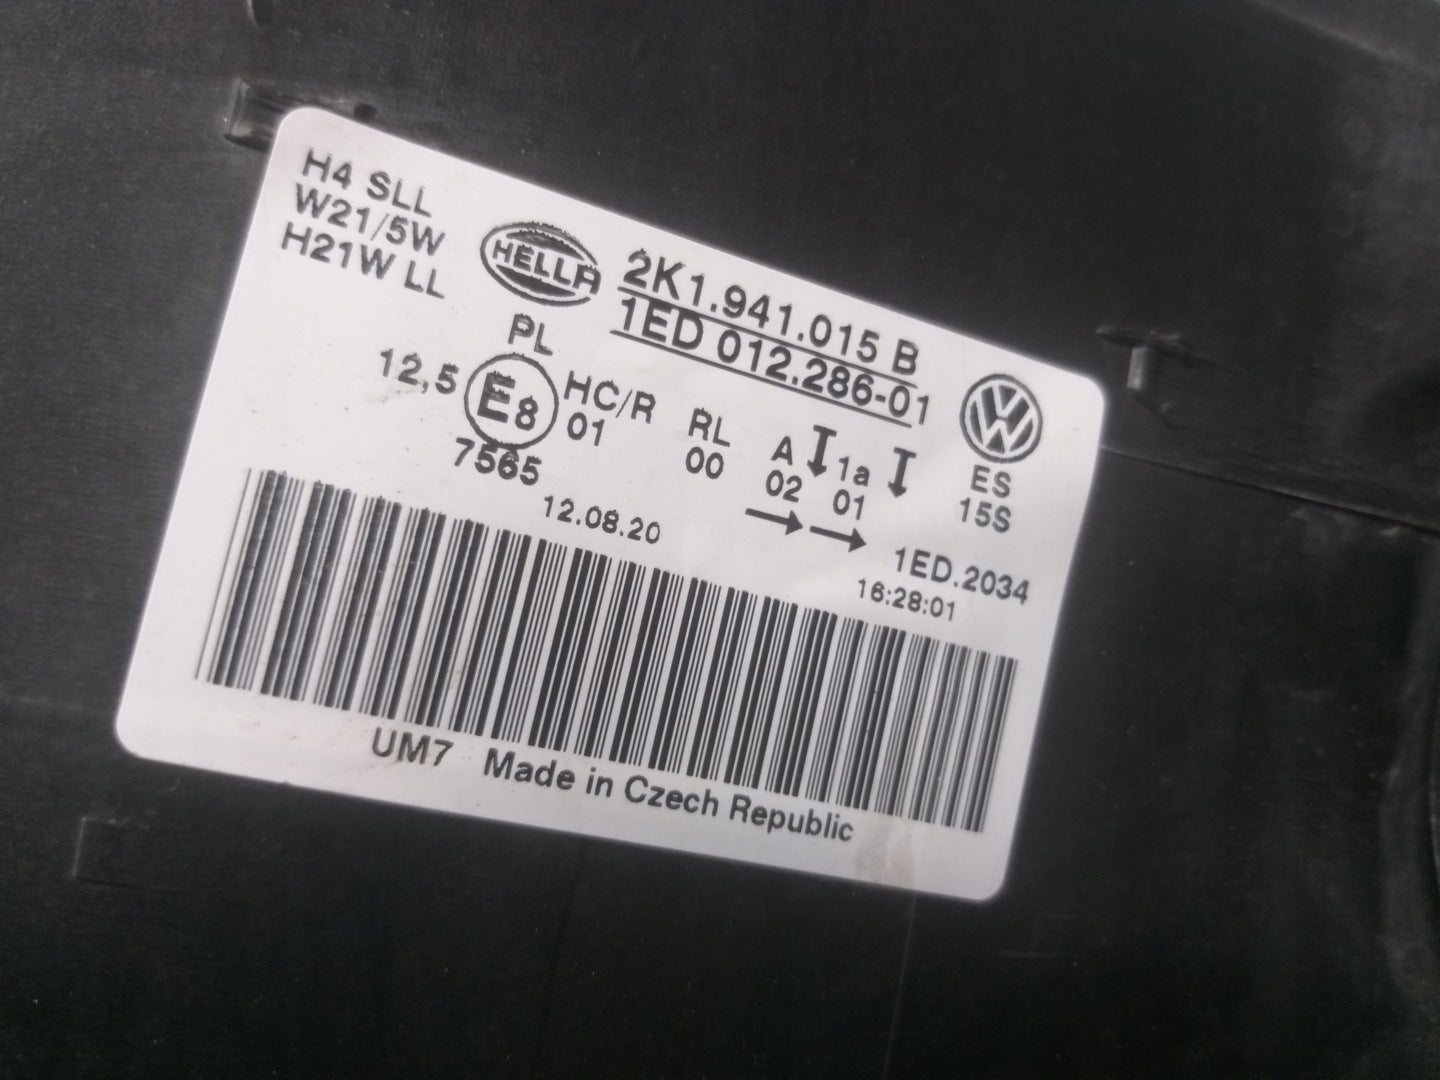 H4 SLL
W21/5W
H21W LL
HELLA
2K1.941.015 B
1ED 012.286-01
PL
12,5 E8 HC/R RL A 1a
01 00 02 01
7565
ES
15S
12.08.20
1ED.2034
16:28:01
UM7 Made in Czech Republic